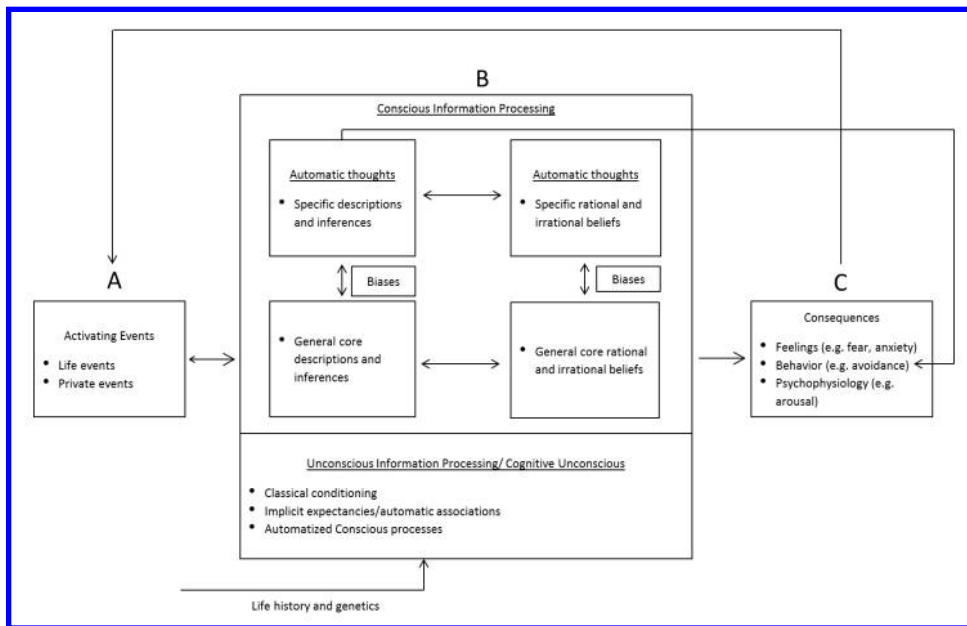 B
Conscious Information Processing
Automatic thoughts
• Specific descriptions
and inferences
Automatic thoughts
• Specific rational and
irrational beliefs
Biases
Biases
A
Activating Events
• Life events
• Private events
• General core
descriptions and
inferences
• General core rational
and irrational beliefs
C
Consequences
• Feelings (e.g. fear, anxiety)
• Behavior (e.g. avoidance)
• Psychophysiology (e.g.
arousal)
Unconscious Information Processing/ Cognitive Unconscious
• Classical conditioning
• Implicit expectancies/automatic associations
• Automatized Conscious processes
Life history and genetics